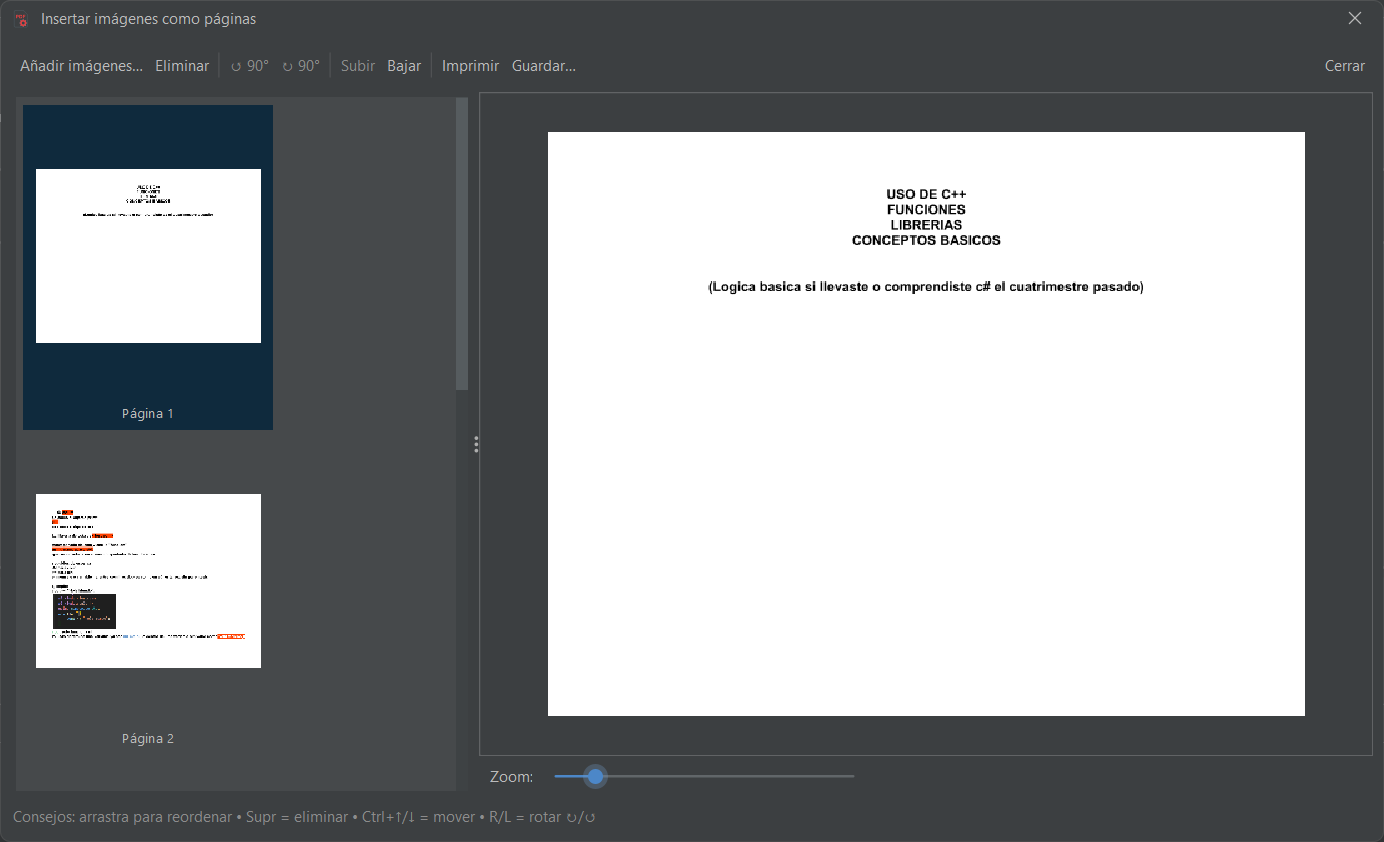 Insertar imágenes como páginas
Añadir imágenes... Eliminar ↺ 90° ↻ 90° Subir Bajar Imprimir Guardar... Cerrar
USO DE C++
FUNCIONES
LIBRERIAS
CONCEPTOS BASICOS
(Logica basica si llevaste o comprendiste c# el cuatrimestre pasado)
Página 1
Página 2
Zoom:
Consejos: arrastra para reordenar • Supr = eliminar • Ctrl+↑/↓ = mover • R/L = rotar ↻/↺